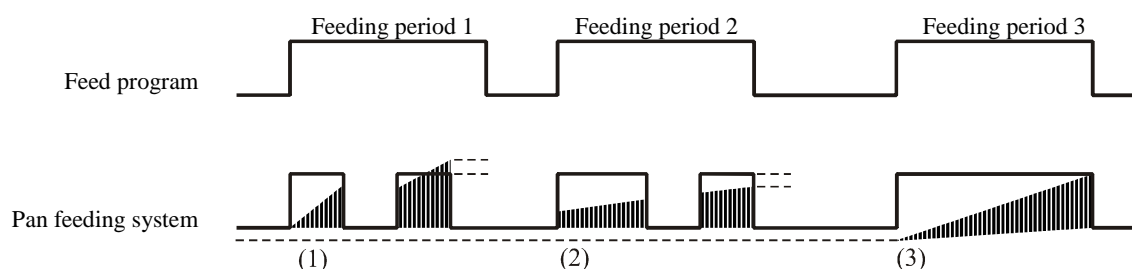 Feeding period 1 Feeding period 2 Feeding period 3
Feed program
Pan feeding system
(1) (2) (3)